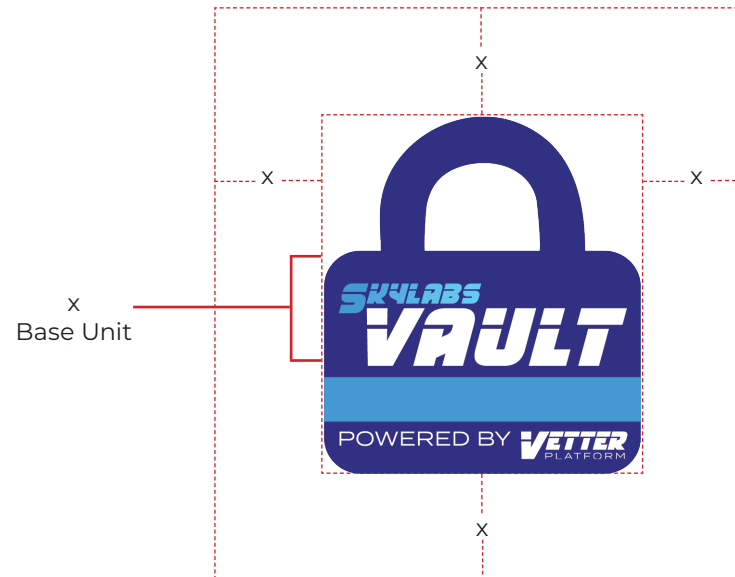 x
x
x
x
Base Unit
SKYLABS
VAULT
POWERED BY VETTER
PLATFORM
x